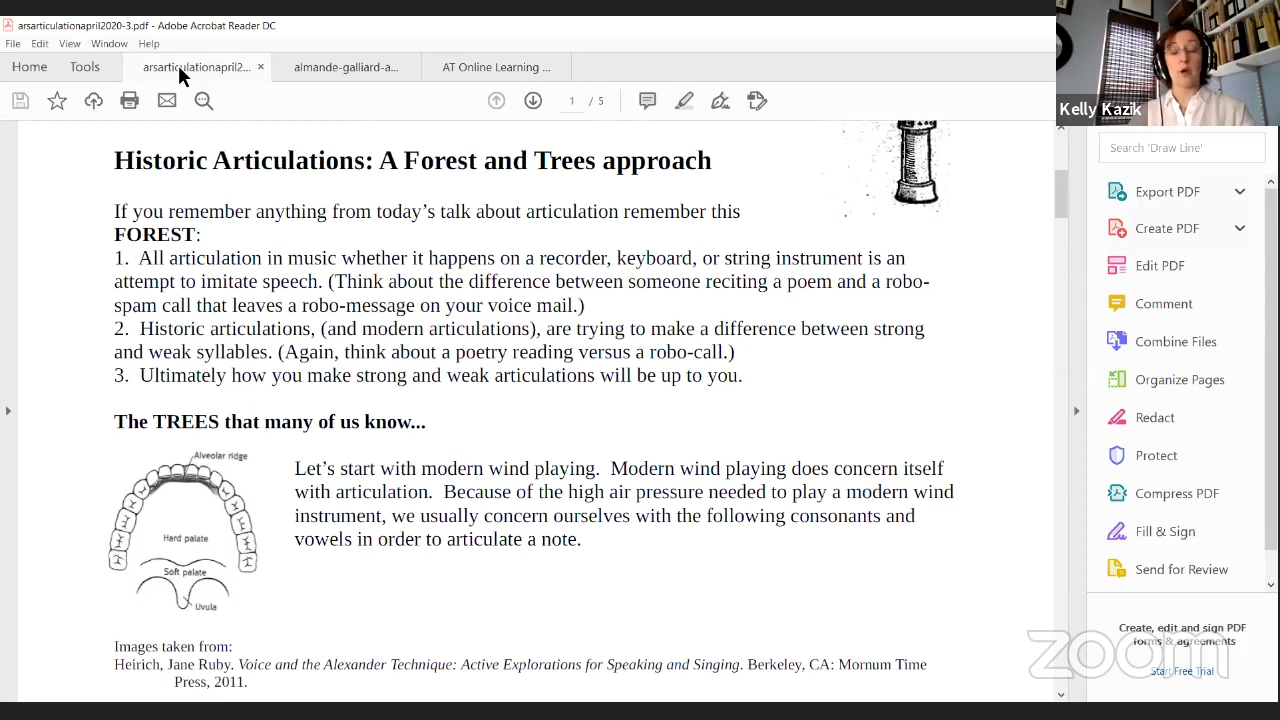 arsarticulationapril2020-3.pdf - Adobe Acrobat Reader DC
File Edit View Window Help
Home Tools arsarticulationapril2... × almande-galliard-a... AT Online Learning ...
1 / 5
Kelly Kazik
Historic Articulations: A Forest and Trees approach
If you remember anything from today's talk about articulation remember this
FOREST:
1. All articulation in music whether it happens on a recorder, keyboard, or string instrument is an
attempt to imitate speech. (Think about the difference between someone reciting a poem and a robo-
spam call that leaves a robo-message on your voice mail.)
2. Historic articulations, (and modern articulations), are trying to make a difference between strong
and weak syllables. (Again, think about a poetry reading versus a robo-call.)
3. Ultimately how you make strong and weak articulations will be up to you.
The TREES that many of us know...
Alveolar ridge
Hard palate
Soft palate
Uvula
Let's start with modern wind playing. Modern wind playing does concern itself
with articulation. Because of the high air pressure needed to play a modern wind
instrument, we usually concern ourselves with the following consonants and
vowels in order to articulate a note.
Images taken from:
Heirich, Jane Ruby. Voice and the Alexander Technique: Active Explorations for Speaking and Singing. Berkeley, CA: Mornum Time
Press, 2011.
Search 'Draw Line'
Export PDF
Create PDF
Edit PDF
Comment
Combine Files
Organize Pages
Redact
Protect
Compress PDF
Fill & Sign
Send for Review
Create, edit and sign PDF
forms & agreements
Start Free Trial
zoom